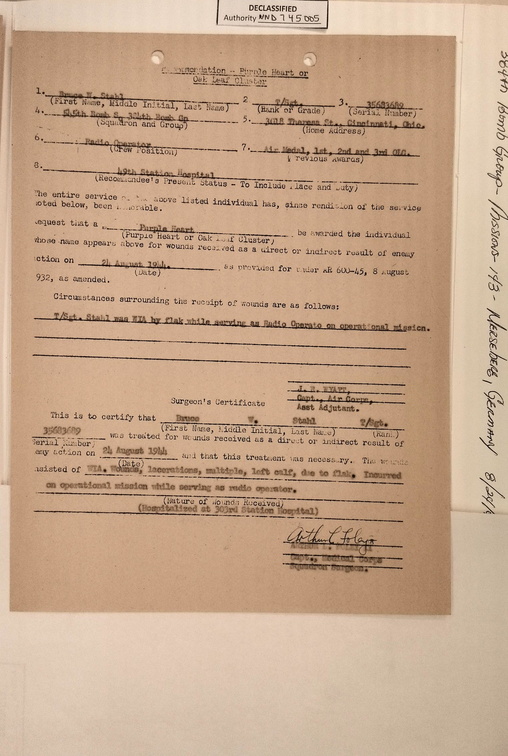 DECLASSIFIED
Authority NND 745005
Recommendation - Purple Heart or
Oak Leaf Cluster
1. Bruce W. Stahl 2 T/Sgt. 3. 35683689
(First Name, Middle Initial, Last Name) (Rank or Grade) (Serial Number)
4. 545th Bomb S, 384th Bomb Gp 5. 3418 Theresa St., Cincinnati, Ohio.
(Squadron and Group) (Home Address)
6. Radio Operator 7. Air Medal, 1st, 2nd and 3rd OLC.
(Crew Position) (Previous Awards)
8. 49th Station Hospital
(Recommendee's Present Status - To Include Place and Duty)
The entire service of the above listed individual has, since rendition of the service
noted below, been honorable.
equest that a Purple Heart be awarded the individual
(Purple Heart or Oak Leaf Cluster)
whose name appears above for wounds received as a direct or indirect result of enemy
ction on 24 August 1944. as provided for under AR 600-45, 8 August
(Date)
932, as amended.
Circumstances surrounding the receipt of wounds are as follows:
T/Sgt. Stahl was WIA by flak while serving as Radio Operato on operational mission.
J. R. WYATT,
Capt., Air Corps,
Asst Adjutant.
Surgeon's Certificate
This is to certify that Bruce W. Stahl T/Sgt.
(First Name, Middle Initial, Last Name) (Rank)
35683689 was treated for wounds received as a direct or indirect result of
Serial Number)
emy action on 24 August 1944 and that this treatment was necessary. The wounds
(Date)
nsisted of WIA. Wounds, lacerations, multiple, left calf, due to flak. Incurred
on operational mission while serving as radio operator.
(Nature of Wounds Received)
(Hospitalized at 303rd Station Hospital)
Capt., Medical Corps
Squadron Surgeon.
384th Bomb Group - Missions - 143 - Merseberg, Germany 8/24/4